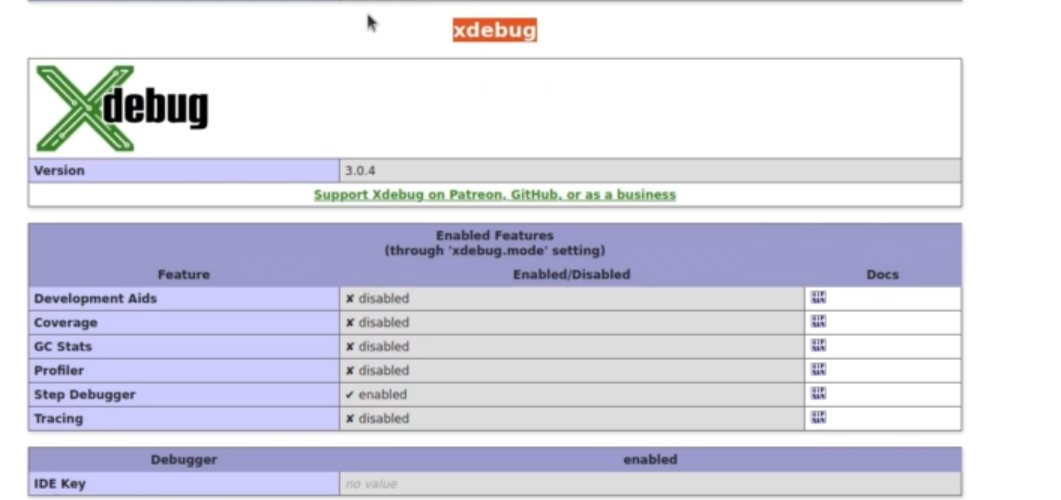 xdebug
Xdebug
Version 3.0.4
Support Xdebug on Patreon, GitHub, or as a business
Enabled Features
(through 'xdebug.mode' setting)
Feature Enabled/Disabled Docs
Development Aids ✘ disabled
Coverage ✘ disabled
GC Stats ✘ disabled
Profiler ✘ disabled
Step Debugger ✔ enabled
Tracing ✘ disabled
Debugger enabled
IDE Key no value